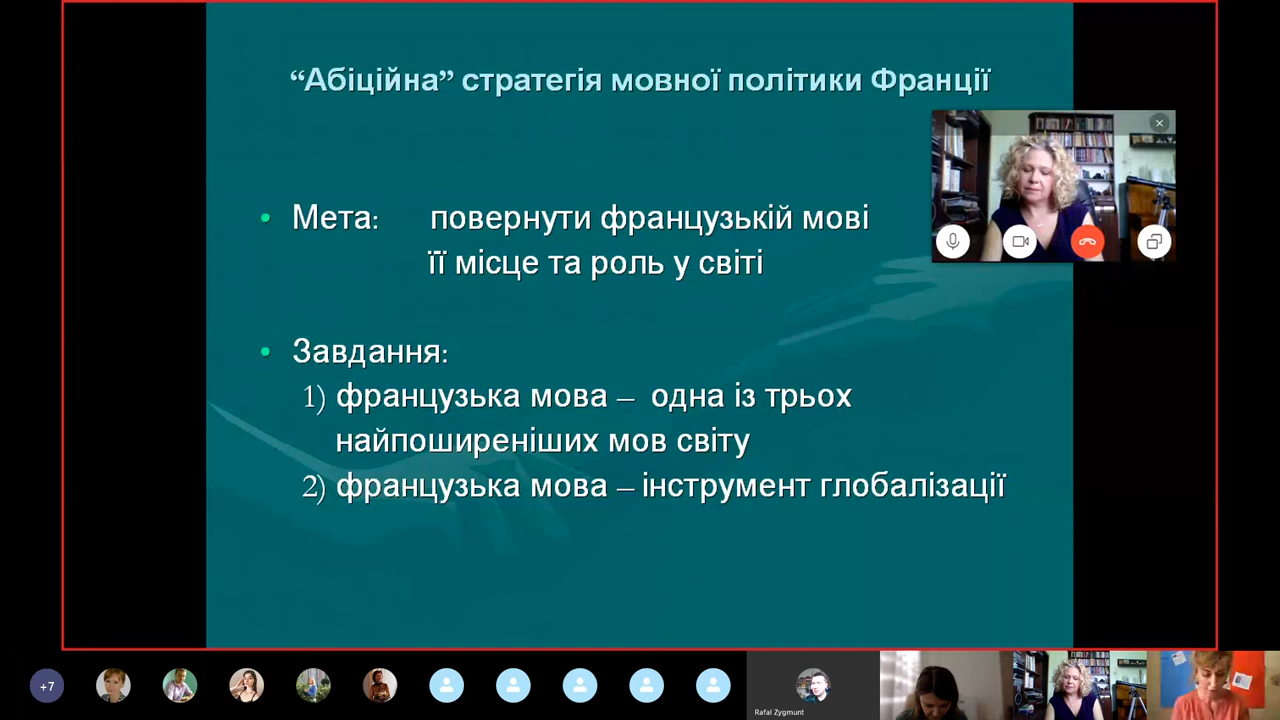 “Абіційна” стратегія мовної політики Франції
• Мета: повернути французькій мові
її місце та роль у світі
• Завдання:
1) французька мова – одна із трьох
найпоширеніших мов світу
2) французька мова – інструмент глобалізації
+7
Rafal Zygmunt